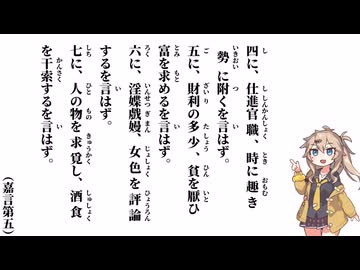 四に、仕進官職、時に趣き
勢に附くを言はず。
五に、財利の多少、貧を厭ひ
富を求めるを言はず。
六に、淫媟戯嫚、女色を評論
するを言はず。
七に、人の物を求覓し、酒食
を干索するを言はず。
(嘉言第五)